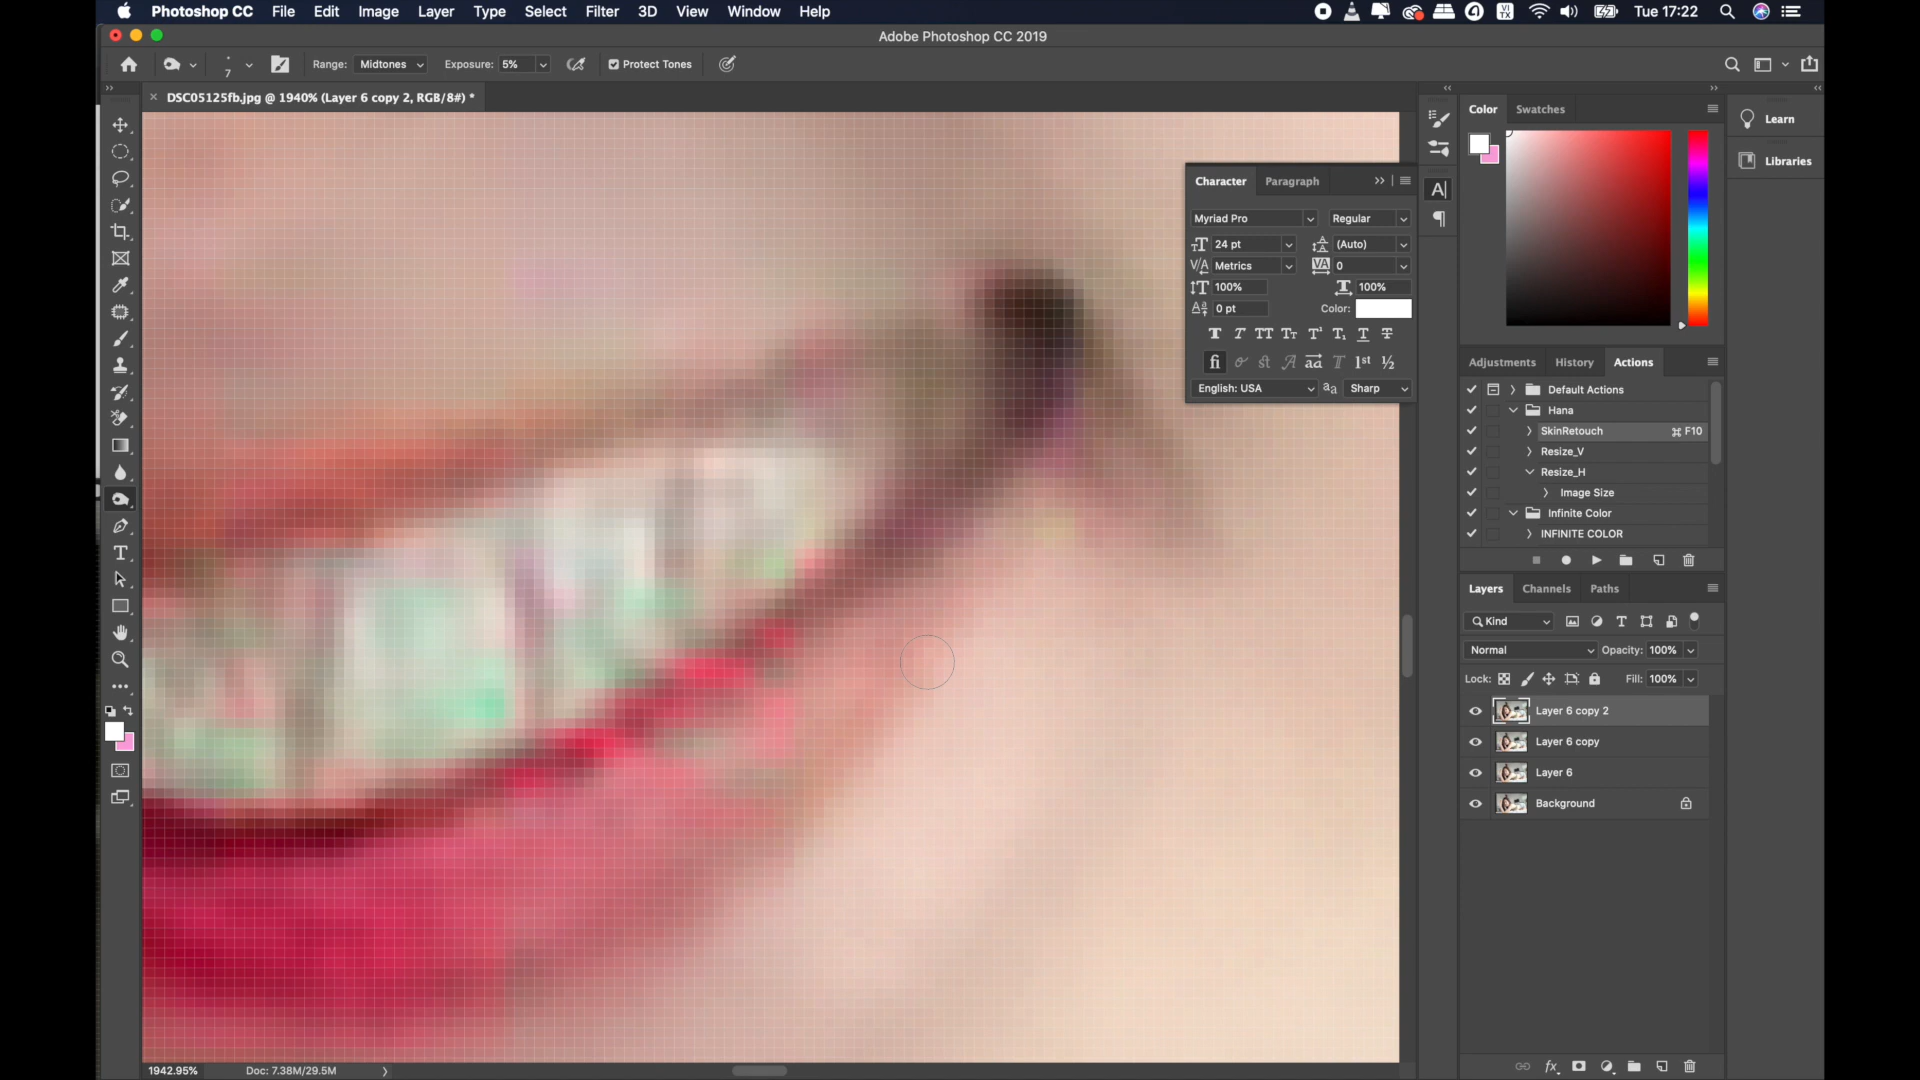 Photoshop CC File Edit Image Layer Type Select Filter 3D View Window Help VI TX Tue 17:22
Adobe Photoshop CC 2019
7 Range: Midtones Exposure: 5% Protect Tones
DSC05125fb.jpg @ 1940% (Layer 6 copy 2, RGB/8#) *
Color Swatches
Learn
Libraries
Character Paragraph
Myriad Pro Regular
24 pt (Auto)
Metrics 0
100% 100%
0 pt Color:
English: USA Sharp
Adjustments History Actions
Default Actions
Hana
SkinRetouch ⌘ F10
Resize_V
Resize_H
Image Size
Infinite Color
INFINITE COLOR
Layers Channels Paths
Kind
Normal Opacity: 100%
Lock: Fill: 100%
Layer 6 copy 2
Layer 6 copy
Layer 6
Background
1942.95% Doc: 7.38M/29.5M